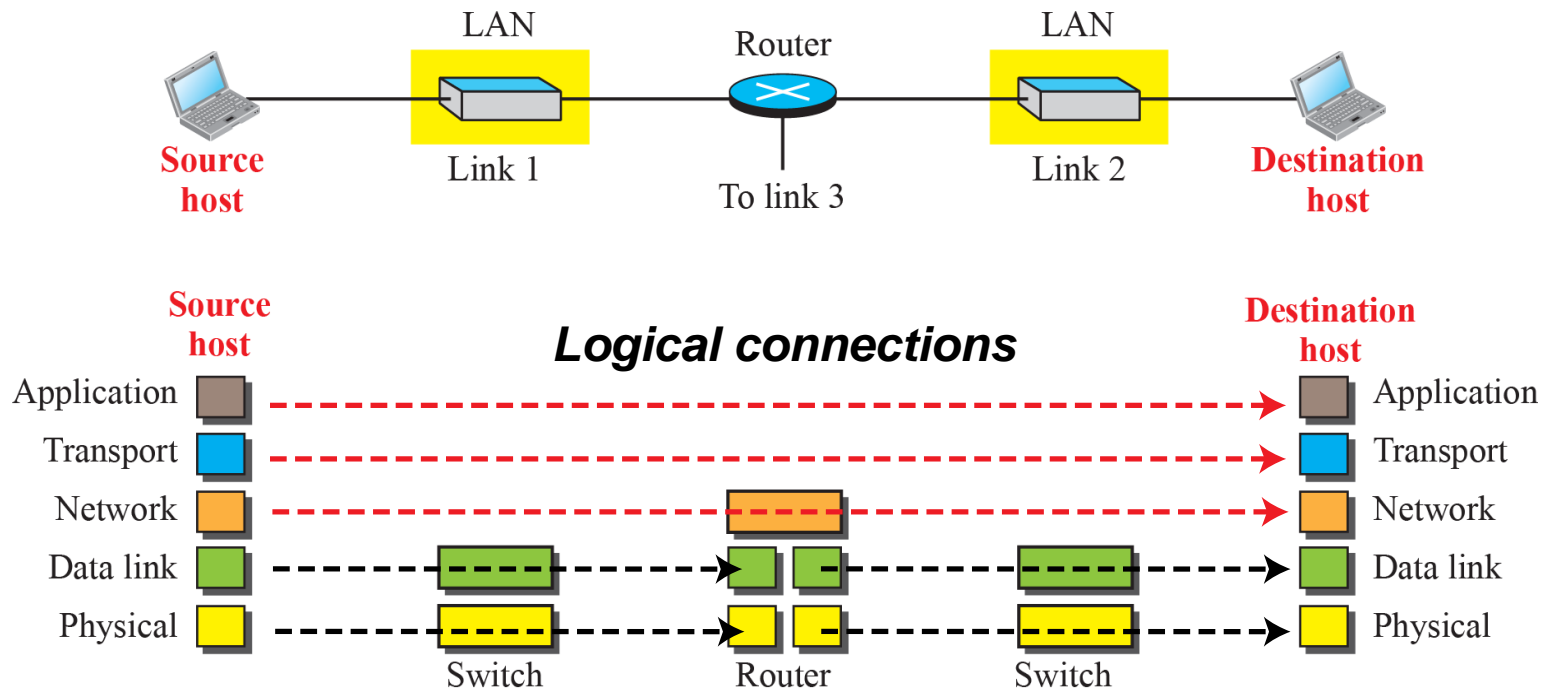 LAN
Router
LAN
Source
host
Link 1
To link 3
Link 2
Destination
host
Source
host
Logical connections
Destination
host
Application
Application
Transport
Transport
Network
Network
Data link
Data link
Physical
Physical
Switch
Router
Switch